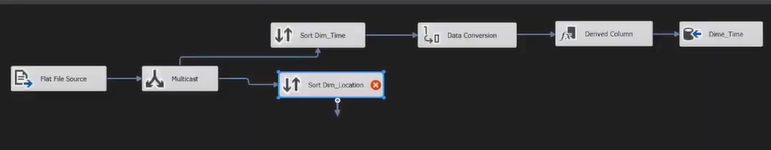 Sort Dim_Time
Data Conversion
Derived Column
Dime_Time
Flat File Source
Multicast
Sort Dim_Location